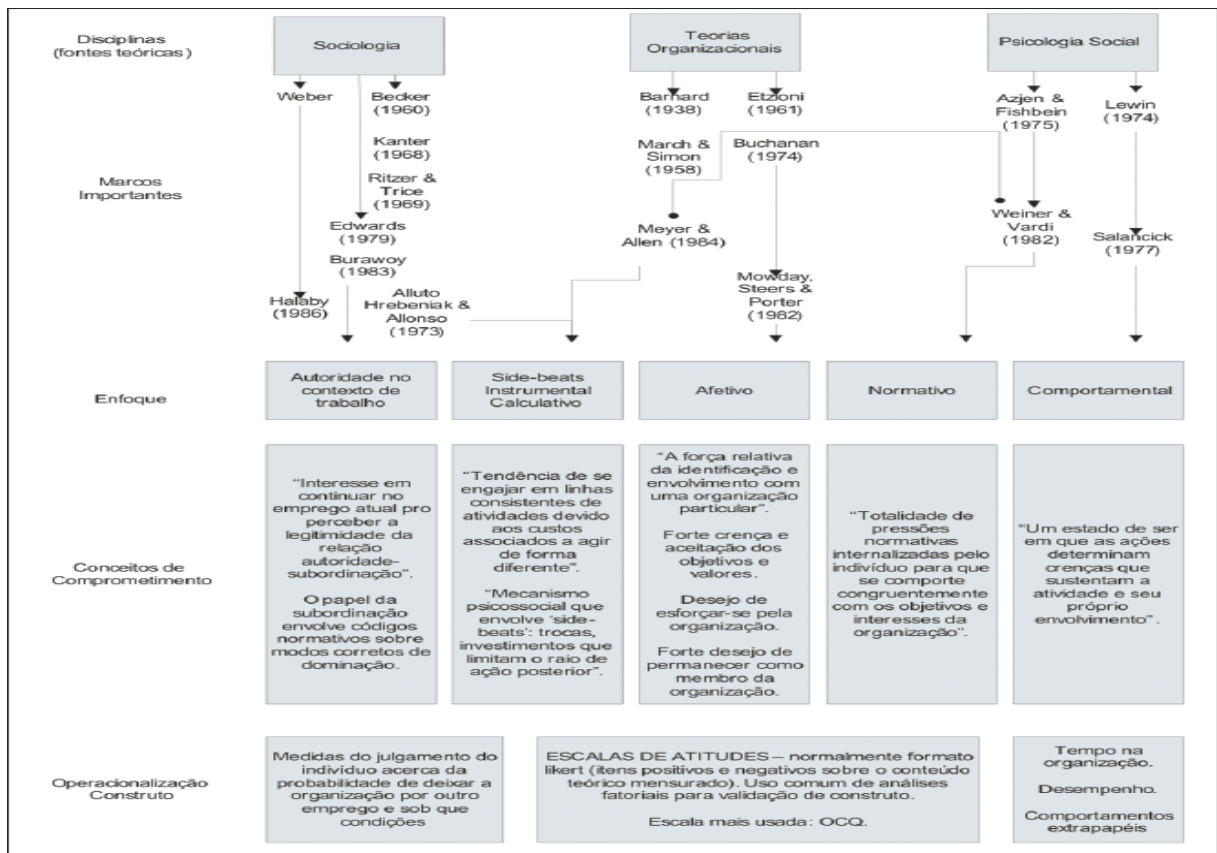 Disciplinas
(fontes teóricas)
Sociologia
Teorias
Organizacionais
Psicologia Social
Marcos
Importantes
Weber
Becker
(1960)
Kanter
(1968)
Ritzer &
Trice
(1969)
Edwards
(1979)
Burawoy
(1983)
Halaby
(1986)
Alluto
Hrebeniak &
Allonso
(1973)
Barnard
(1938)
Etzioni
(1961)
March &
Simon
(1958)
Buchanan
(1974)
Meyer &
Allen (1984)
Mowday,
Steers &
Porter
(1982)
Azjen &
Fishbein
(1975)
Lewin
(1974)
Weiner &
Vardi
(1982)
Salancick
(1977)
Enfoque
Autoridade no
contexto de
trabalho
Side-beats
Instrumental
Calculativo
Afetivo
Normativo
Comportamental
Conceitos de
Comprometimento
“Interesse em
continuar no
emprego atual pro
perceber a
legitimidade da
relação
autoridade-
subordinação”.
O papel da
subordinação
envolve códigos
normativos sobre
modos corretos de
dominação.
“Tendência de se
engajar em linhas
consistentes de
atividades devido
aos custos
associados a agir de
forma
diferente”.
“Mecanismo
psicossocial que
envolve ‘side-
beats’: trocas,
investimentos que
limitam o raio de
ação posterior”.
“A força relativa
da identificação e
envolvimento com
uma organização
particular”.
Forte crença e
aceitação dos
objetivos e
valores.
Desejo de
esforçar-se pela
organização.
Forte desejo de
permanecer como
membro da
organização.
“Totalidade de
pressões
normativas
internalizadas pelo
indivíduo para que
se comporte
congruentemente
com os objetivos e
interesses da
organização”.
“Um estado de ser
em que as ações
determinam
crenças que
sustentam a
atividade e seu
próprio
envolvimento”.
Operacionalização
Construto
Medidas do julgamento do
indivíduo acerca da
probabilidade de deixar a
organização por outro
emprego e sob que
condições
ESCALAS DE ATITUDES – normalmente formato
likert (itens positivos e negativos sobre o conteúdo
teórico mensurado). Uso comum de análises
fatoriais para validação de construto.
Escala mais usada: OCQ.
Tempo na
organização.
Desempenho.
Comportamentos
extrapapéis